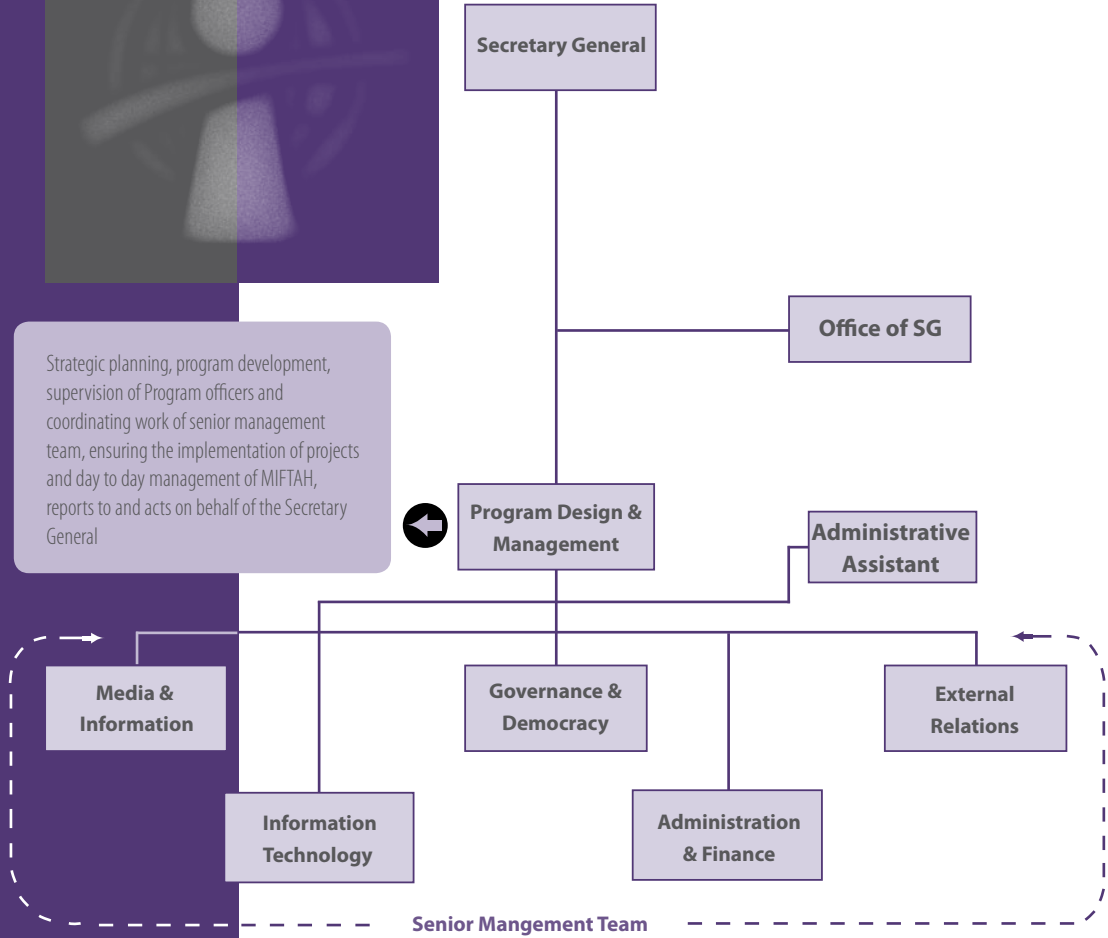 Secretary General
Office of SG
Strategic planning, program development,
supervision of Program officers and
coordinating work of senior management
team, ensuring the implementation of projects
and day to day management of MIFTAH,
reports to and acts on behalf of the Secretary
General
Program Design &
Management
Administrative
Assistant
Media &
Information
Governance &
Democracy
External
Relations
Information
Technology
Administration
& Finance
Senior Mangement Team